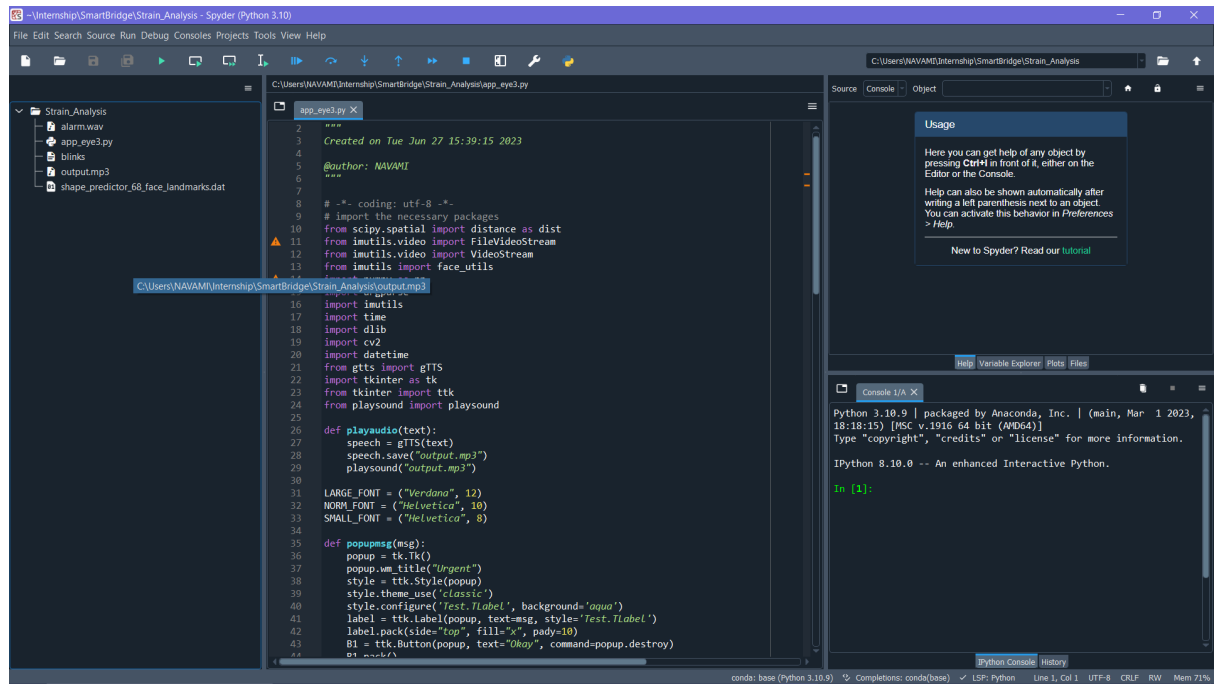 ~\Internship\SmartBridge\Strain_Analysis - Spyder (Python 3.10)
File Edit Search Source Run Debug Consoles Projects Tools View Help
C:\Users\NAVAMI\Internship\SmartBridge\Strain_Analysis
Strain_Analysis
alarm.wav
app_eye3.py
blinks
output.mp3
shape_predictor_68_face_landmarks.dat
C:\Users\NAVAMI\Internship\SmartBridge\Strain_Analysis\output.mp3
C:\Users\NAVAMI\Internship\SmartBridge\Strain_Analysis\app_eye3.py
app_eye3.py
2 """
3 Created on Tue Jun 27 15:39:15 2023
4
5 @author: NAVAMI
6 """
7
8 # -*- coding: utf-8 -*-
9 # import the necessary packages
10 from scipy.spatial import distance as dist
11 from imutils.video import FileVideoStream
12 from imutils.video import VideoStream
13 from imutils import face_utils
16 import imutils
17 import time
18 import dlib
19 import cv2
20 import datetime
21 from gtts import gTTS
22 import tkinter as tk
23 from tkinter import ttk
24 from playsound import playsound
25
26 def playaudio(text):
27 speech = gTTS(text)
28 speech.save("output.mp3")
29 playsound("output.mp3")
30
31 LARGE_FONT = ("Verdana", 12)
32 NORM_FONT = ("Helvetica", 10)
33 SMALL_FONT = ("Helvetica", 8)
34
35 def popupmsg(msg):
36 popup = tk.Tk()
37 popup.wm_title("Urgent")
38 style = ttk.Style(popup)
39 style.theme_use('classic')
40 style.configure('Test.TLabel', background='aqua')
41 label = ttk.Label(popup, text=msg, style='Test.TLabel')
42 label.pack(side="top", fill="x", pady=10)
43 B1 = ttk.Button(popup, text="Okay", command=popup.destroy)
Source Console Object
Usage
Here you can get help of any object by
pressing Ctrl+I in front of it, either on the
Editor or the Console.
Help can also be shown automatically after
writing a left parenthesis next to an object.
You can activate this behavior in Preferences
> Help.
New to Spyder? Read our tutorial
Help Variable Explorer Plots Files
Console 1/A
Python 3.10.9 | packaged by Anaconda, Inc. | (main, Mar 1 2023,
18:18:15) [MSC v.1916 64 bit (AMD64)]
Type "copyright", "credits" or "license" for more information.
IPython 8.10.0 -- An enhanced Interactive Python.
In [1]:
IPython Console History
conda: base (Python 3.10.9) Completions: conda(base) LSP: Python Line 1, Col 1 UTF-8 CRLF RW Mem 71%